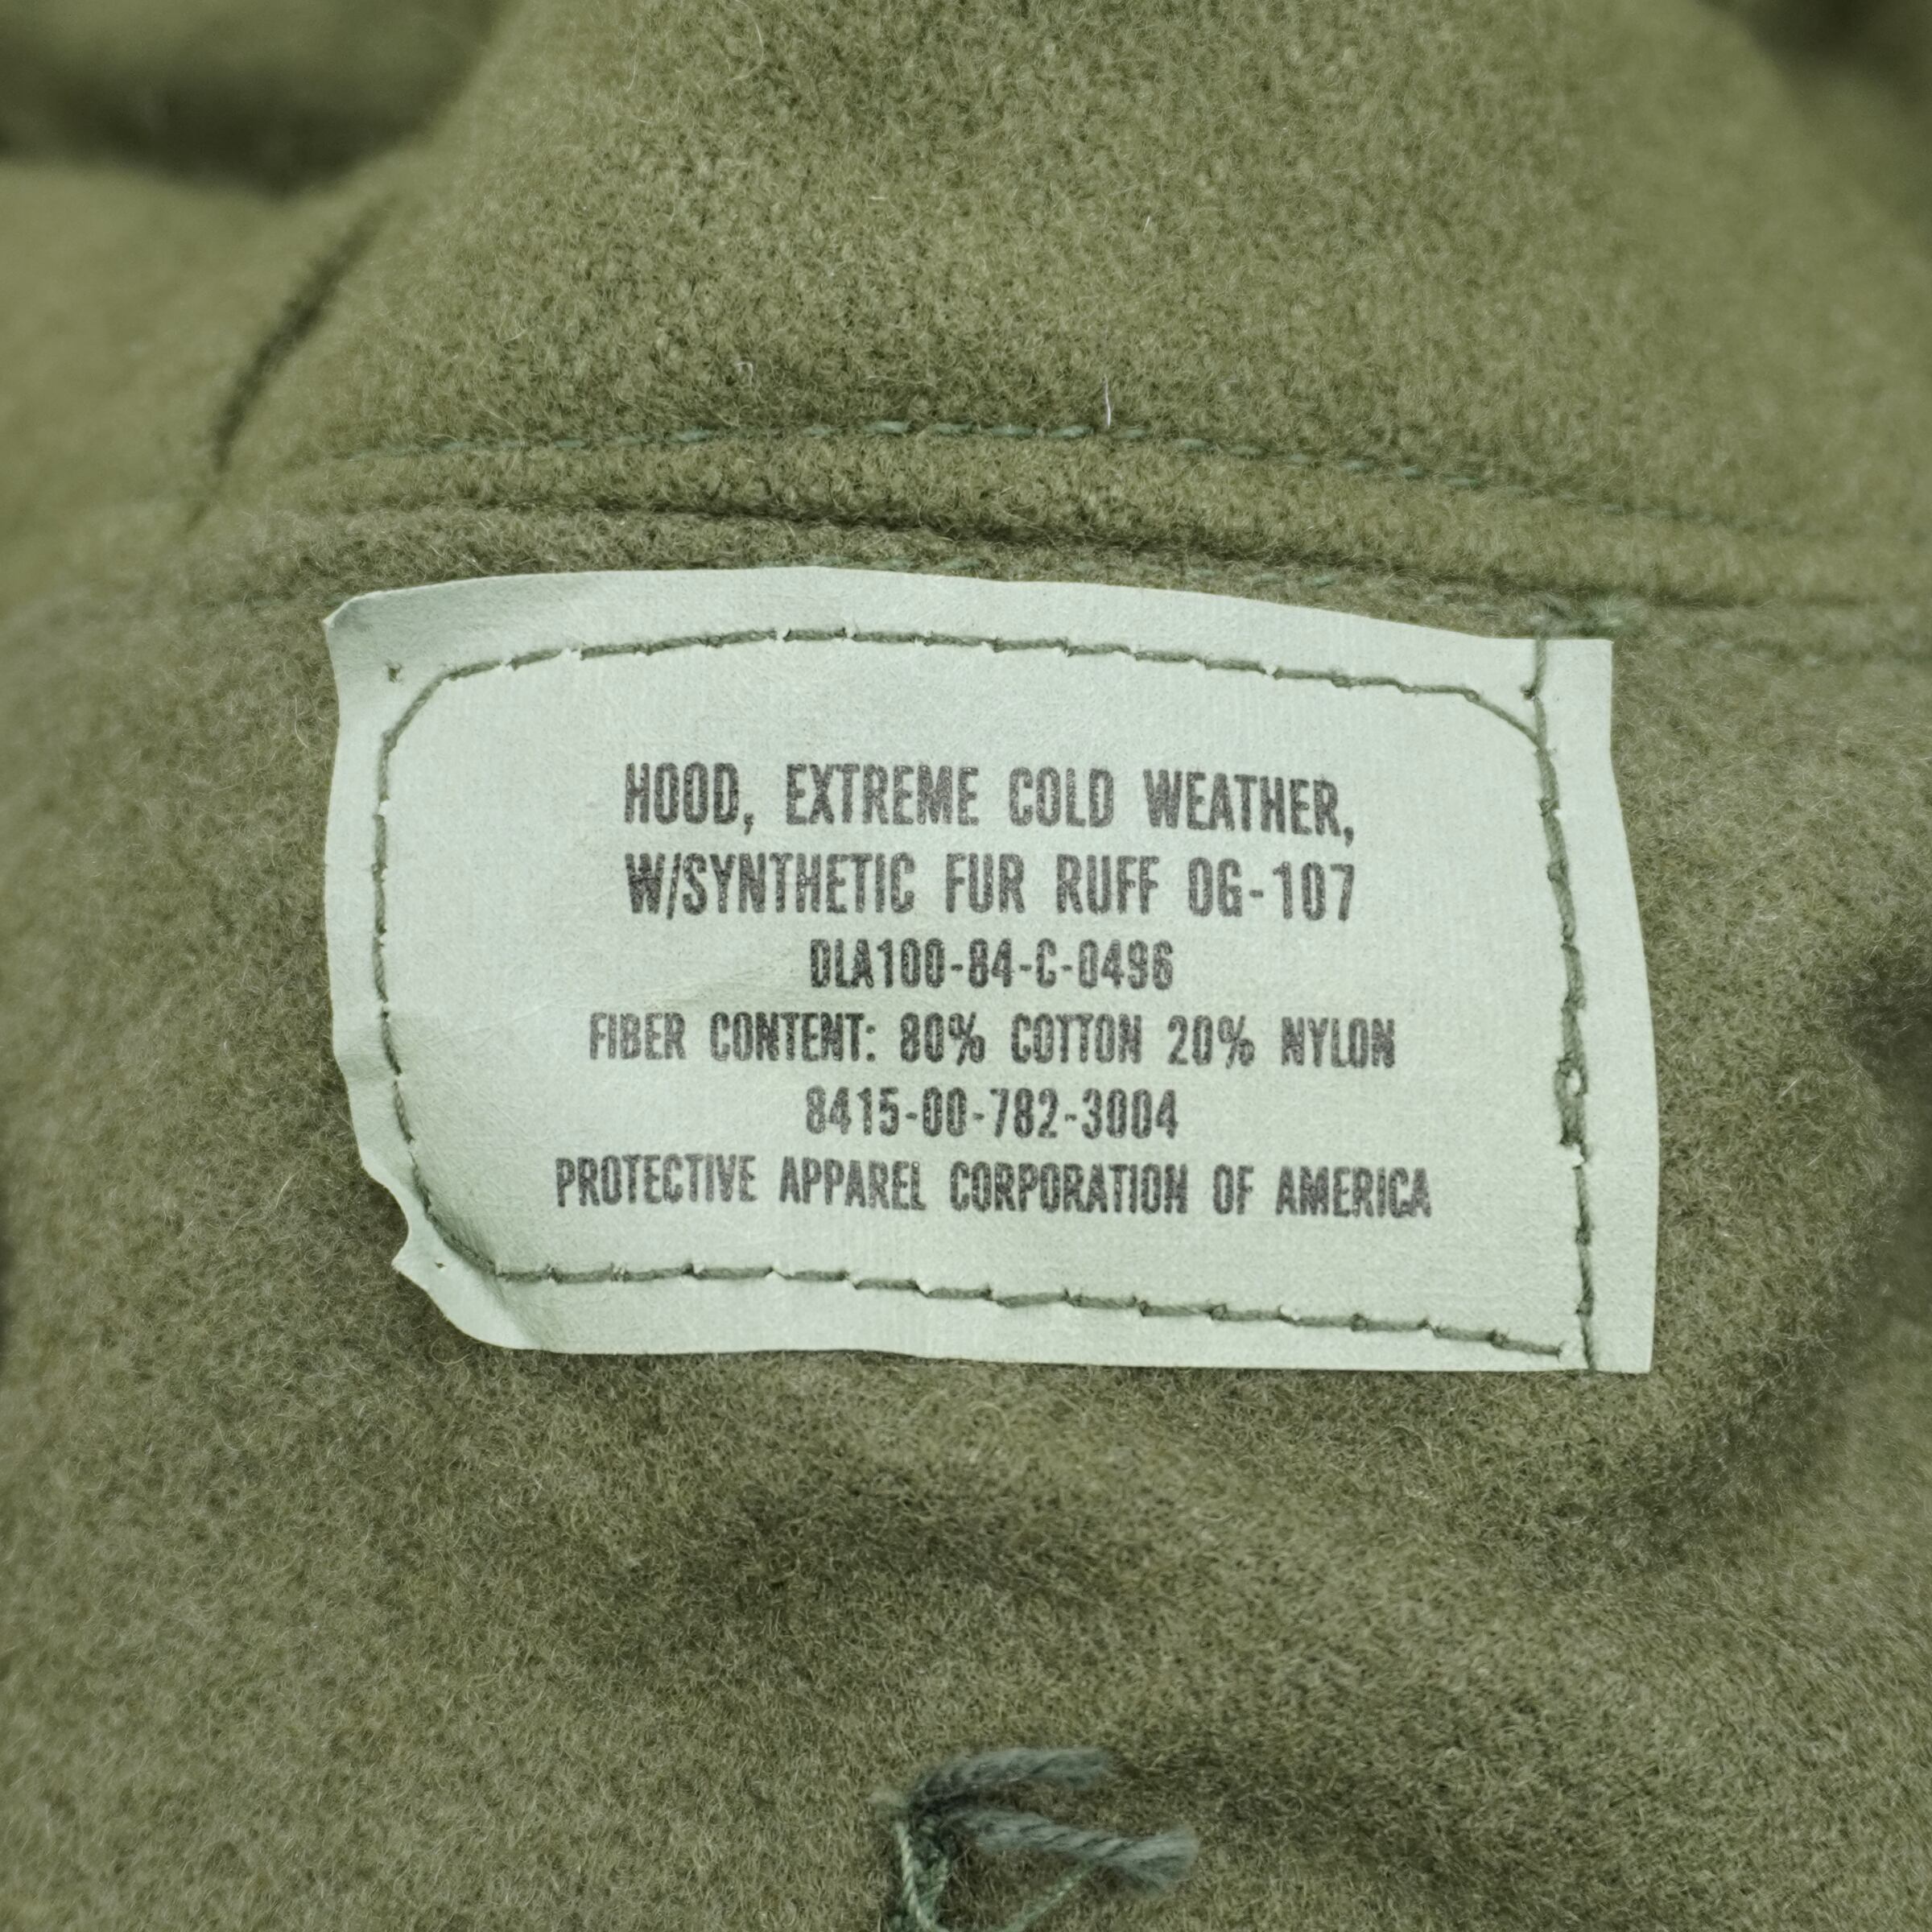 HOOD, EXTREME COLD WEATHER,
W/SYNTHETIC FUR RUFF OG-107
DLA100-84-C-0496
FIBER CONTENT: 80% COTTON 20% NYLON
8415-00-782-3004
PROTECTIVE APPAREL CORPORATION OF AMERICA